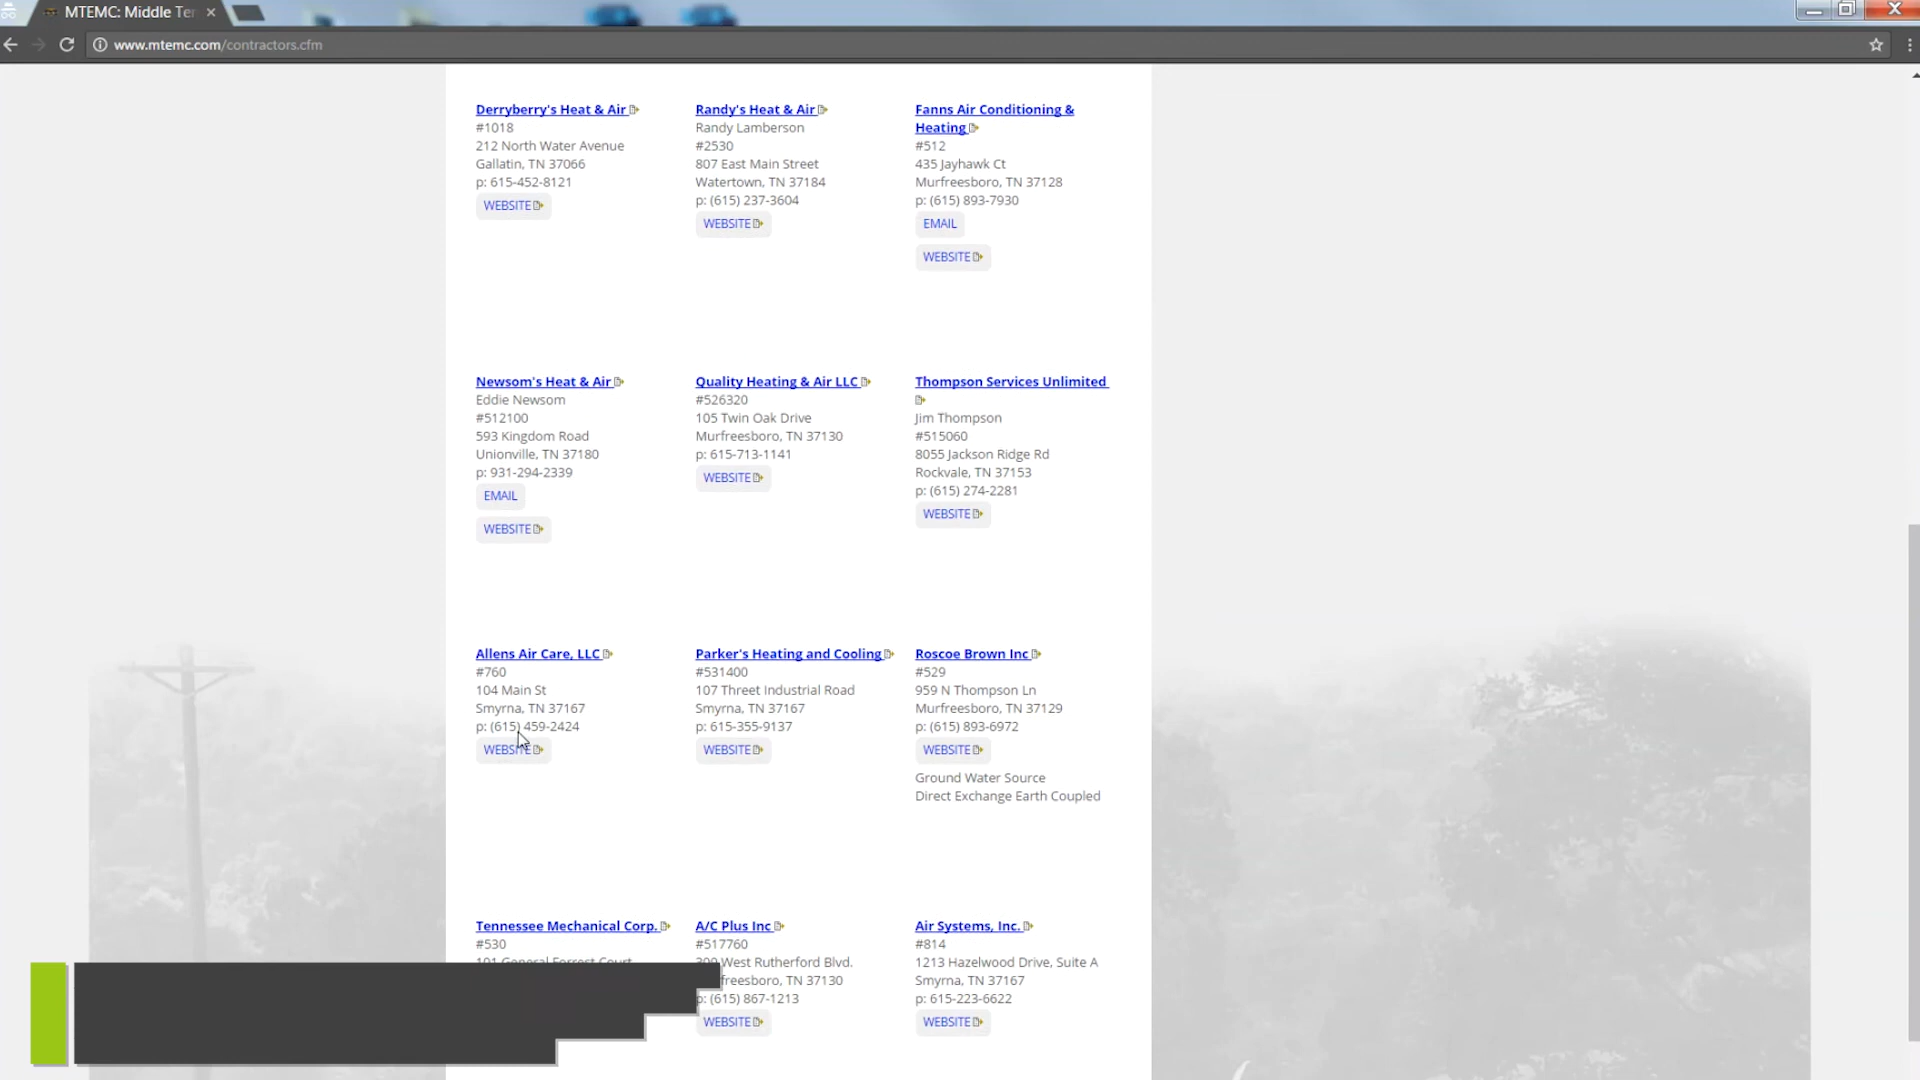 MTEMC: Middle Te
www.mtemc.com/contractors.cfm
Derryberry's Heat & Air
#1018
212 North Water Avenue
Gallatin, TN 37066
p: 615-452-8121
WEBSITE
Randy's Heat & Air
Randy Lamberson
#2530
807 East Main Street
Watertown, TN 37184
p: (615) 237-3604
WEBSITE
Fanns Air Conditioning &
Heating
#512
435 Jayhawk Ct
Murfreesboro, TN 37128
p: (615) 893-7930
EMAIL
WEBSITE
Newsom's Heat & Air
Eddie Newsom
#512100
593 Kingdom Road
Unionville, TN 37180
p: 931-294-2339
EMAIL
WEBSITE
Quality Heating & Air LLC
#526320
105 Twin Oak Drive
Murfreesboro, TN 37130
p: 615-713-1141
WEBSITE
Thompson Services Unlimited
Jim Thompson
#515060
8055 Jackson Ridge Rd
Rockvale, TN 37153
p: (615) 274-2281
WEBSITE
Allens Air Care, LLC
#760
104 Main St
Smyrna, TN 37167
p: (615) 459-2424
WEBSITE
Parker's Heating and Cooling
#531400
107 Threet Industrial Road
Smyrna, TN 37167
p: 615-355-9137
WEBSITE
Roscoe Brown Inc
#529
959 N Thompson Ln
Murfreesboro, TN 37129
p: (615) 893-6972
WEBSITE
Ground Water Source
Direct Exchange Earth Coupled
Tennessee Mechanical Corp.
#530
101 General Forrest Court
A/C Plus Inc
#517760
309 West Rutherford Blvd.
freesboro, TN 37130
p: (615) 867-1213
WEBSITE
Air Systems, Inc.
#814
1213 Hazelwood Drive, Suite A
Smyrna, TN 37167
p: 615-223-6622
WEBSITE